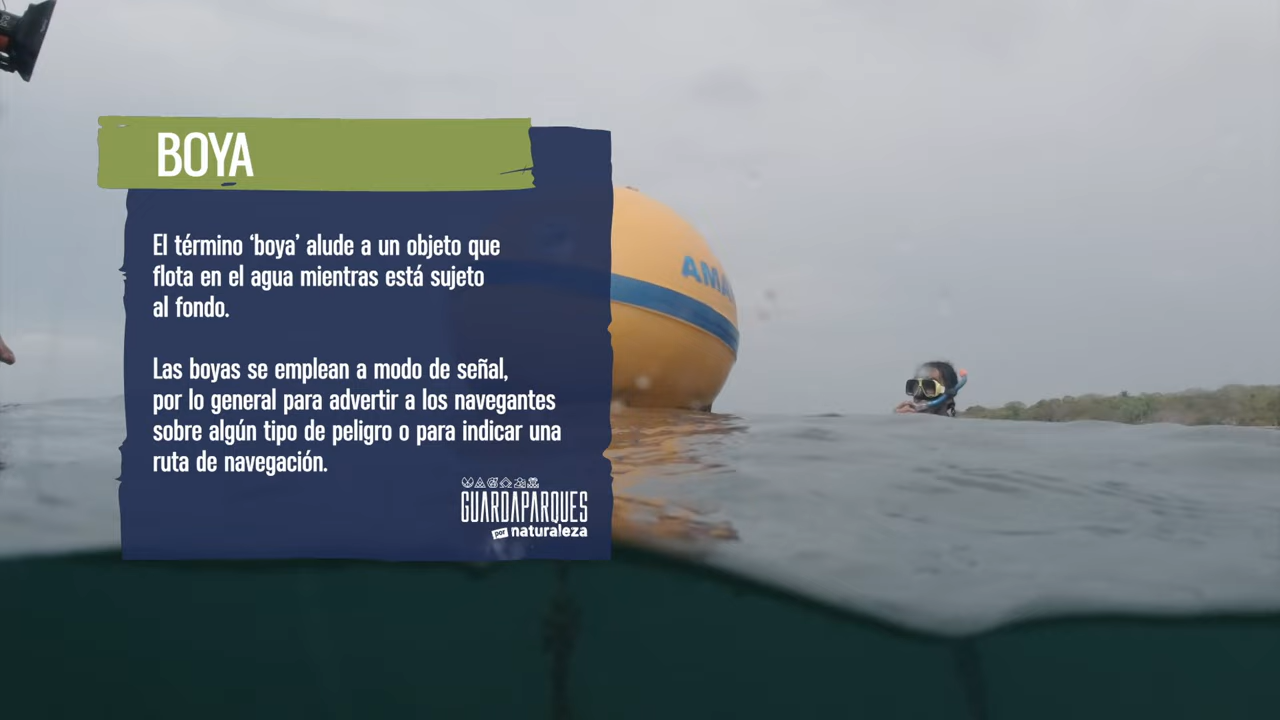 BOYA
El término ‘boya’ alude a un objeto que
flota en el agua mientras está sujeto
al fondo.
Las boyas se emplean a modo de señal,
por lo general para advertir a los navegantes
sobre algún tipo de peligro o para indicar una
ruta de navegación.
GUARDAPARQUES
por naturaleza
AMA